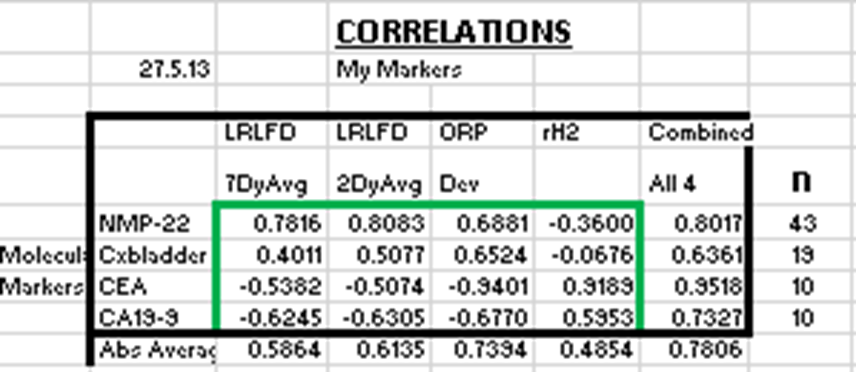 CORRELATIONS
27.5.13 My Markers
LRLFD LRLFD ORP rH2 Combined
7DyAvg 2DyAvg Dev All 4 n
NMP-22 0.7816 0.8083 0.6881 -0.3600 0.8017 43
Molecul Cxbladder 0.4011 0.5077 0.6524 -0.0676 0.6361 19
Markers CEA -0.5382 -0.5074 -0.9401 0.9189 0.9518 10
CA19-9 -0.6245 -0.6305 -0.6770 0.5953 0.7327 10
Abs Averag 0.5864 0.6135 0.7394 0.4854 0.7806